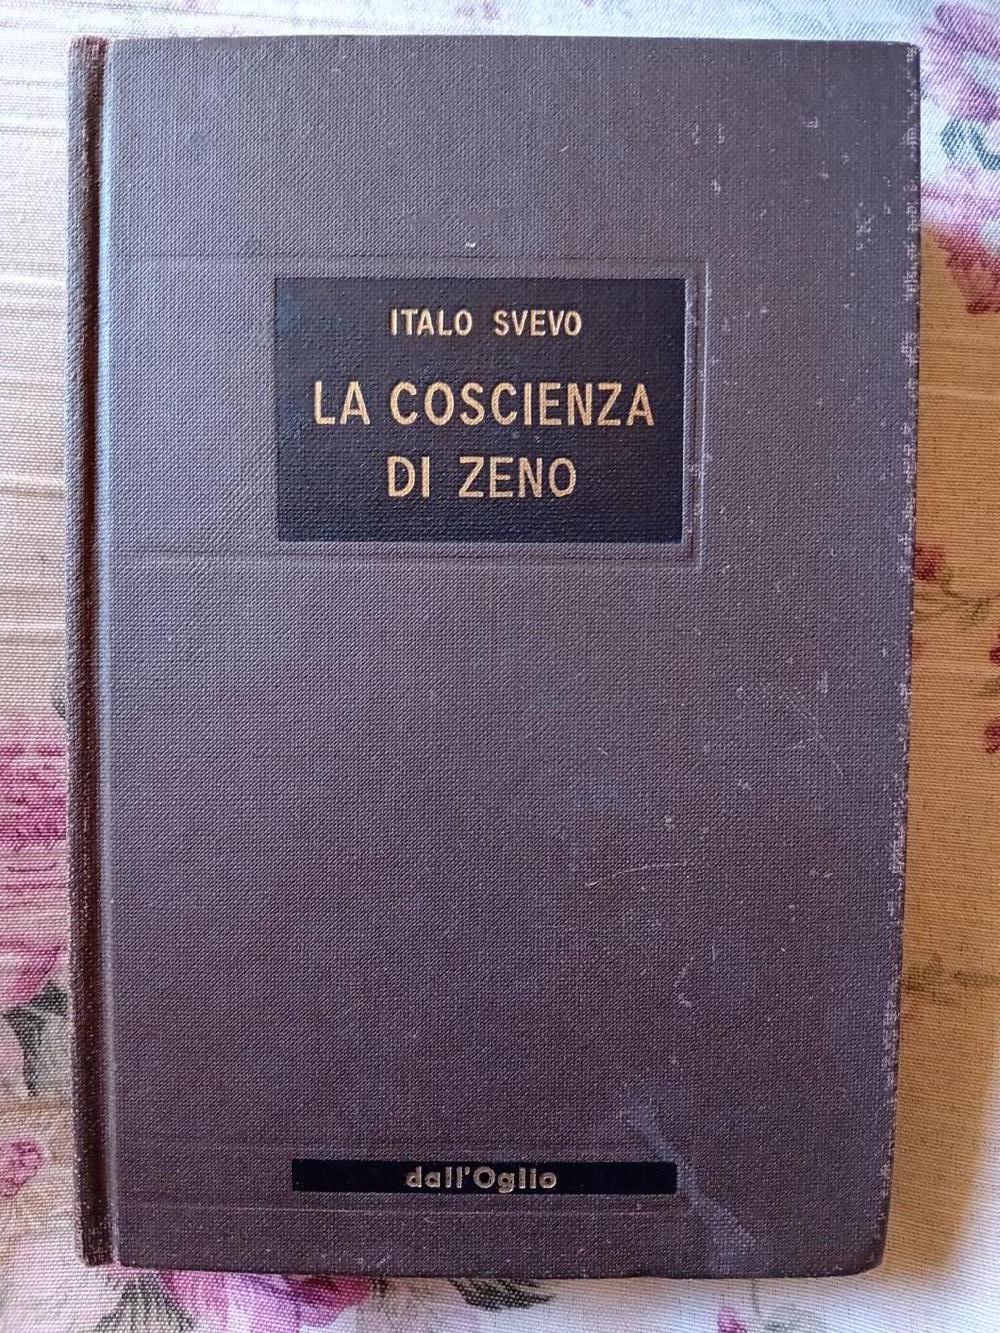 ITALO SVEVO
LA COSCIENZA
DI ZENO
dall'Oglio